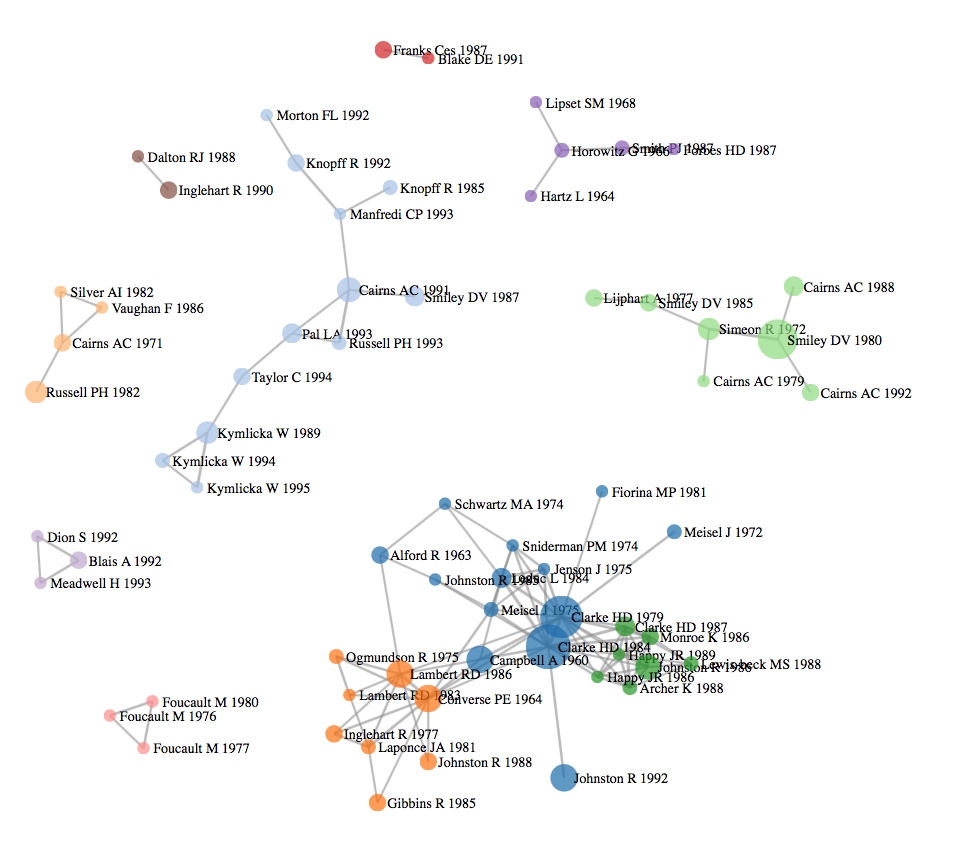 Franks Ces 1987
Blake DE 1991
Lipset SM 1968
Morton FL 1992
Horowitz G 1966
Smith PJ 1987
Forbes HD 1987
Dalton RJ 1988
Knopff R 1992
Inglehart R 1990
Knopff R 1985
Hartz L 1964
Manfredi CP 1993
Cairns AC 1991
Smiley DV 1987
Silver AI 1982
Vaughan F 1986
Lijphart A 1977
Smiley DV 1985
Cairns AC 1988
Simeon R 1972
Smiley DV 1980
Pal LA 1993
Russell PH 1993
Cairns AC 1971
Taylor C 1994
Cairns AC 1979
Russell PH 1982
Cairns AC 1992
Kymlicka W 1989
Kymlicka W 1994
Kymlicka W 1995
Schwartz MA 1974
Fiorina MP 1981
Dion S 1992
Meisel J 1972
Sniderman PM 1974
Alford R 1963
Blais A 1992
Jenson J 1975
Johnston R 1985
Leduc L 1984
Meadwell H 1993
Meisel J 1975
Clarke HD 1979
Clarke HD 1987
Monroe K 1986
Clarke HD 1984
Happy JR 1989
Ogmundson R 1975
Campbell A 1960
Lewis-beck MS 1988
Johnston R 1986
Lambert RD 1986
Happy JR 1986
Archer K 1988
Lambert RD 1983
Converse PE 1964
Foucault M 1980
Foucault M 1976
Inglehart R 1977
Foucault M 1977
Laponce JA 1981
Johnston R 1988
Johnston R 1992
Gibbins R 1985